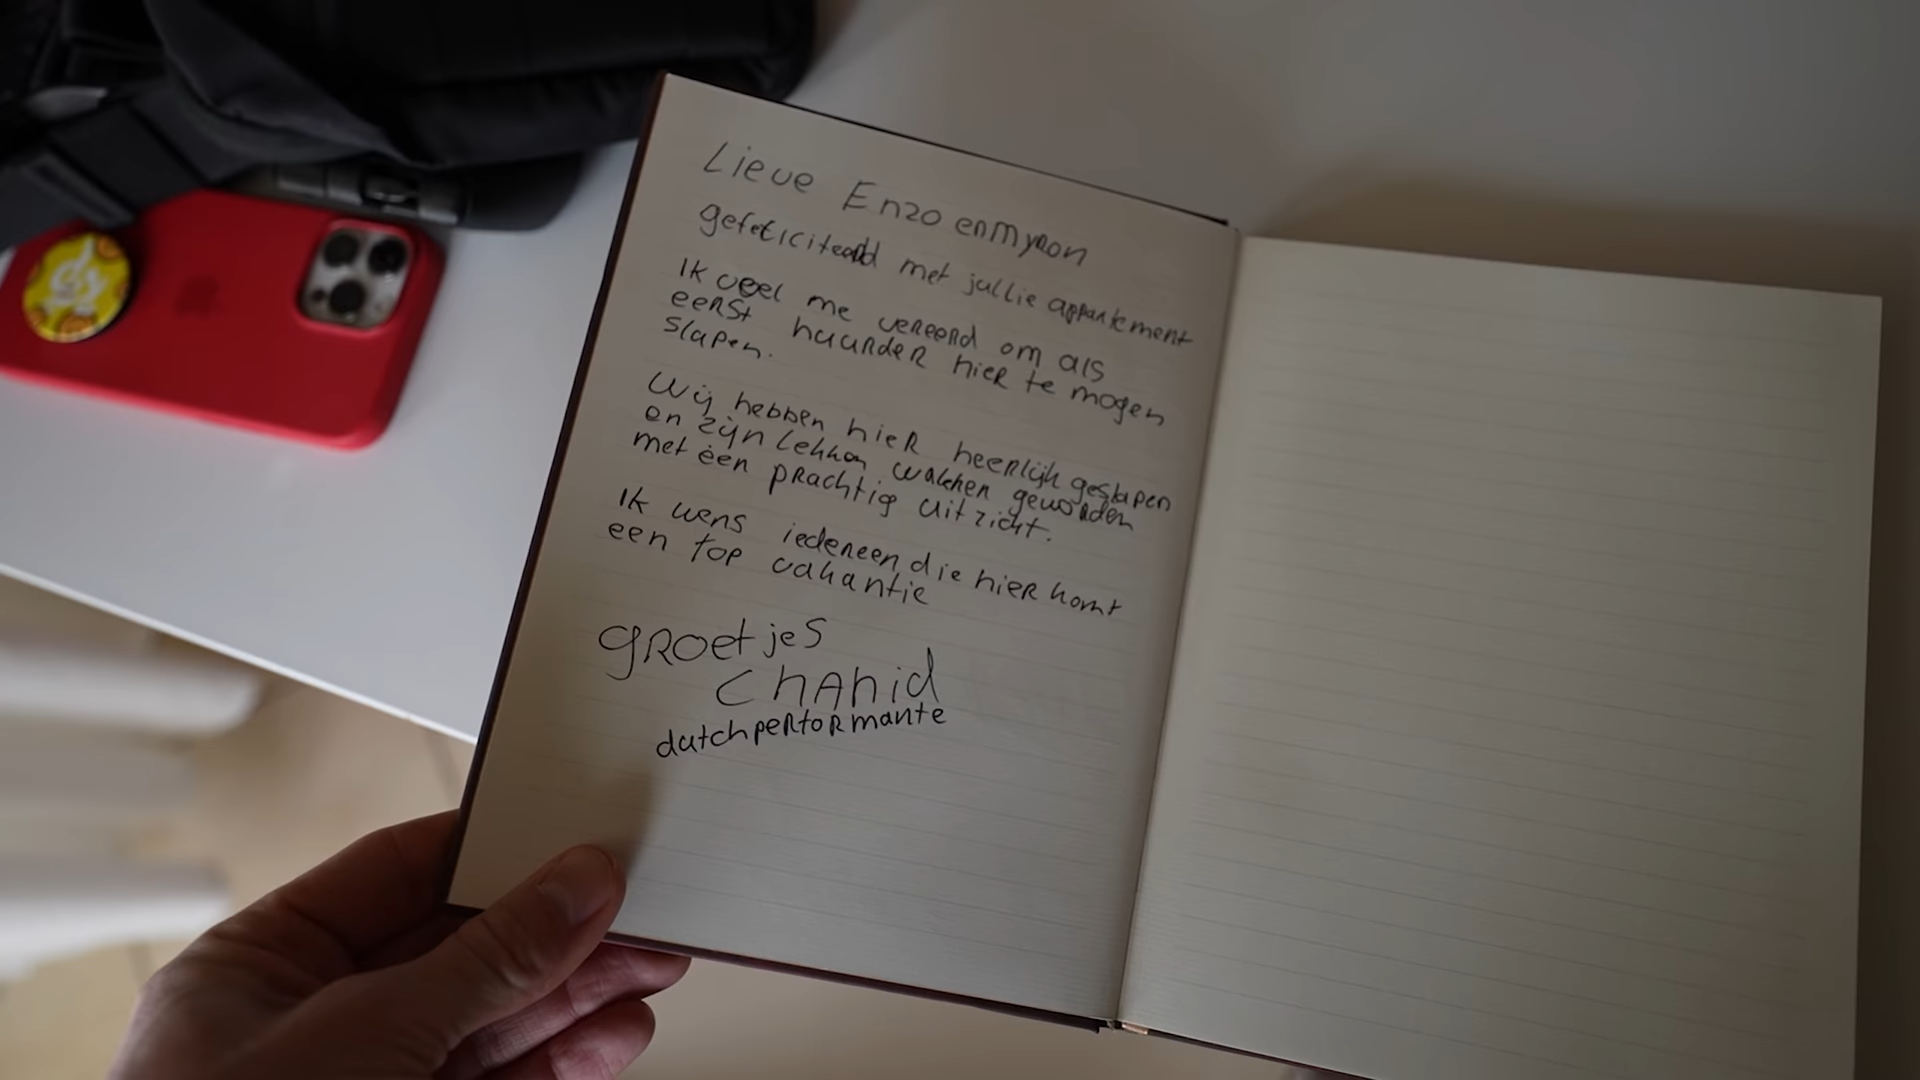 Lieve Enzo en Myron
gefeliciteerd met jullie appartement
Ik voel me vereerd om als
eerst huurder hier te mogen
slapen.
Wij hebben hier heerlijk geslapen
en zijn lekker wakker geworden
met een prachtig uitzicht.
Ik wens iedereen die hier komt
een top vakantie
groetjes
chahid
dutchperformante